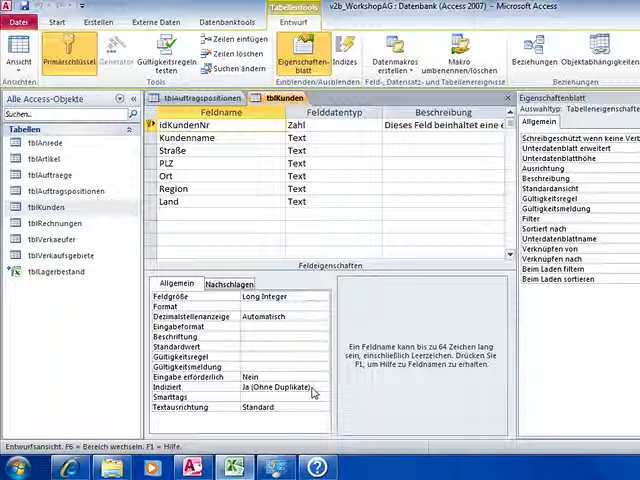 Tabellentools
v2b_WorkshopAG : Datenbank (Access 2007) - Microsoft Access
Datei
Start
Erstellen
Externe Daten
Datenbanktools
Entwurf
Ansicht
Primärschlüssel
Generator
Gültigkeitsregeln
testen
Zeilen einfügen
Zeilen löschen
Suchen ändern
Eigenschaften-
blatt
Indizes
Datenmakros
erstellen
Makro
umbenennen/löschen
Beziehungen
Objektabhängigkeiten
Ansichten
Tools
Einblenden/Ausblenden
Feld-, Datensatz- und Tabellenereignisse
Beziehungen
Alle Access-Objekte
Suchen...
Tabellen
tblAnrede
tblArtikel
tblAuftraege
tblAuftragspositionen
tblKunden
tblRechnungen
tblVerkaeufer
tblVerkaufsgebiete
tblLagerbestand
tblAuftragspositionen
tblKunden
Feldname
Felddatentyp
Beschreibung
idKundenNr
Zahl
Dieses Feld beinhaltet eine e
Kundenname
Text
Straße
Text
PLZ
Text
Ort
Text
Region
Text
Land
Text
Feldeigenschaften
Allgemein
Nachschlagen
Feldgröße
Long Integer
Format
Dezimalstellenanzeige
Automatisch
Eingabeformat
Beschriftung
Standardwert
Gültigkeitsregel
Gültigkeitsmeldung
Eingabe erforderlich
Nein
Indiziert
Ja (Ohne Duplikate)
Smarttags
Textausrichtung
Standard
Ein Feldname kann bis zu 64 Zeichen lang
sein, einschließlich Leerzeichen. Drücken Sie
F1, um Hilfe zu Feldnamen zu erhalten.
Eigenschaftenblatt
Auswahltyp: Tabelleneigenschaften
Allgemein
Schreibgeschützt wenn keine Verb
Unterdatenblatt erweitert
Unterdatenblatthöhe
Ausrichtung
Beschreibung
Standardansicht
Gültigkeitsregel
Gültigkeitsmeldung
Filter
Sortiert nach
Unterdatenblattname
Verknüpfen von
Verknüpfen nach
Beim Laden filtern
Beim Laden sortieren
Entwurfsansicht. F6 = Bereich wechseln. F1 = Hilfe.